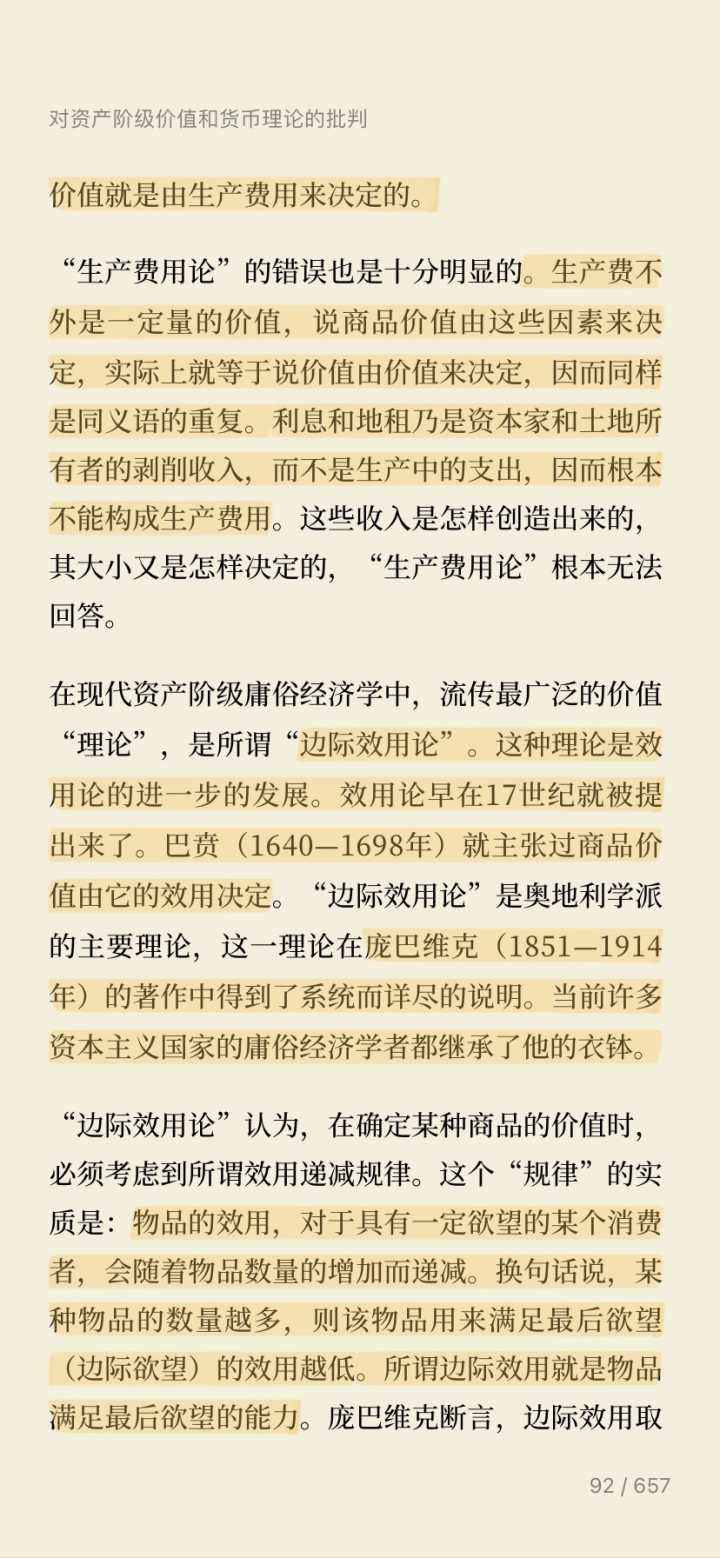 对资产阶级价值和货币理论的批判
价值就是由生产费用来决定的。
“生产费用论”的错误也是十分明显的。生产费不
外是一定量的价值，说商品价值由这些因素来决
定，实际上就等于说价值由价值来决定，因而同样
是同义语的重复。利息和地租乃是资本家和土地所
有者的剥削收入，而不是生产中的支出，因而根本
不能构成生产费用。这些收入是怎样创造出来的，
其大小又是怎样决定的，“生产费用论”根本无法
回答。
在现代资产阶级庸俗经济学中，流传最广泛的价值
“理论”，是所谓“边际效用论”。这种理论是效
用论的进一步的发展。效用论早在17世纪就被提
出来了。巴贲（1640—1698年）就主张过商品价
值由它的效用决定。“边际效用论”是奥地利学派
的主要理论，这一理论在庞巴维克（1851—1914
年）的著作中得到了系统而详尽的说明。当前许多
资本主义国家的庸俗经济学者都继承了他的衣钵。
“边际效用论”认为，在确定某种商品的价值时，
必须考虑到所谓效用递减规律。这个“规律”的实
质是：物品的效用，对于具有一定欲望的某个消费
者，会随着物品数量的增加而递减。换句话说，某
种物品的数量越多，则该物品用来满足最后欲望
（边际欲望）的效用越低。所谓边际效用就是物品
满足最后欲望的能力。庞巴维克断言，边际效用取
92 / 657